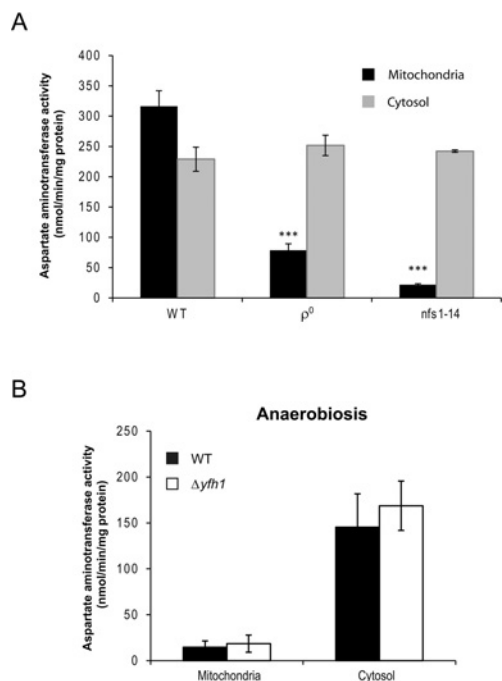 A
Aspartate aminotransferase activity
(nmol/min/mg protein)
400
350
300
250
200
150
100
50
0
Mitochondria
Cytosol
***
***
WT
ρ⁰
nfs1-14
B
Anaerobiosis
Aspartate aminotransferase activity
(nmol/min/mg protein)
250
200
150
100
50
0
WT
Δyfh1
Mitochondria
Cytosol